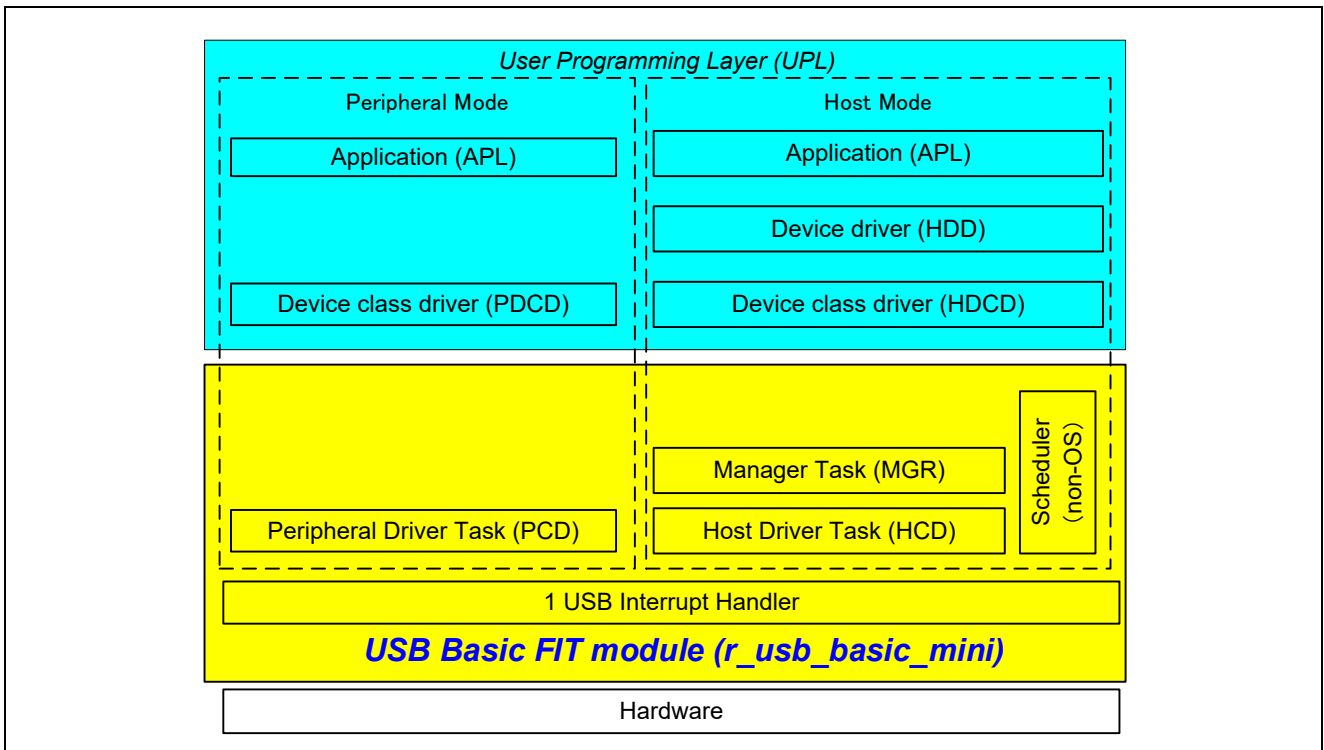 User Programming Layer (UPL)
Peripheral Mode
Application (APL)
Device class driver (PDCD)
Host Mode
Application (APL)
Device driver (HDD)
Device class driver (HDCD)
Peripheral Driver Task (PCD)
Manager Task (MGR)
Host Driver Task (HCD)
Scheduler
(non-OS)
1 USB Interrupt Handler
USB Basic FIT module (r_usb_basic_mini)
Hardware